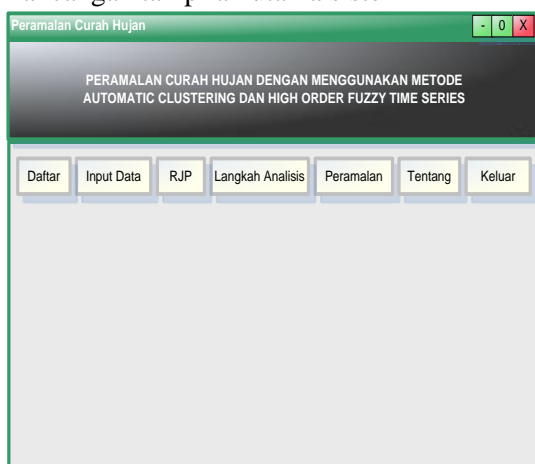 Peramalan Curah Hujan
- 0 X
PERAMALAN CURAH HUJAN DENGAN MENGGUNAKAN METODE
AUTOMATIC CLUSTERING DAN HIGH ORDER FUZZY TIME SERIES
Daftar Input Data RJP Langkah Analisis Peramalan Tentang Keluar